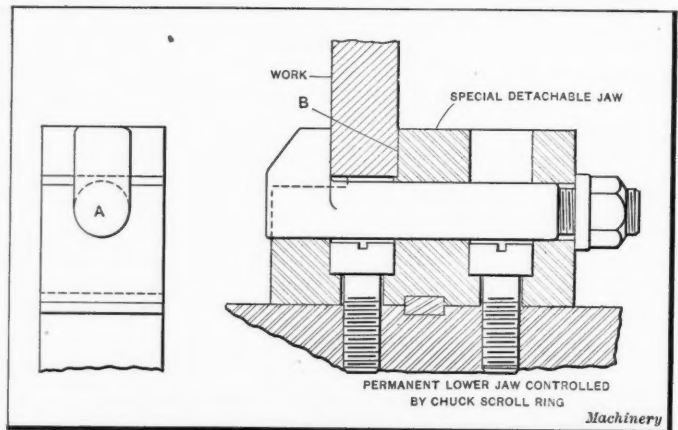 WORK
B
SPECIAL DETACHABLE JAW
A
PERMANENT LOWER JAW CONTROLLED
BY CHUCK SCROLL RING
Machinery